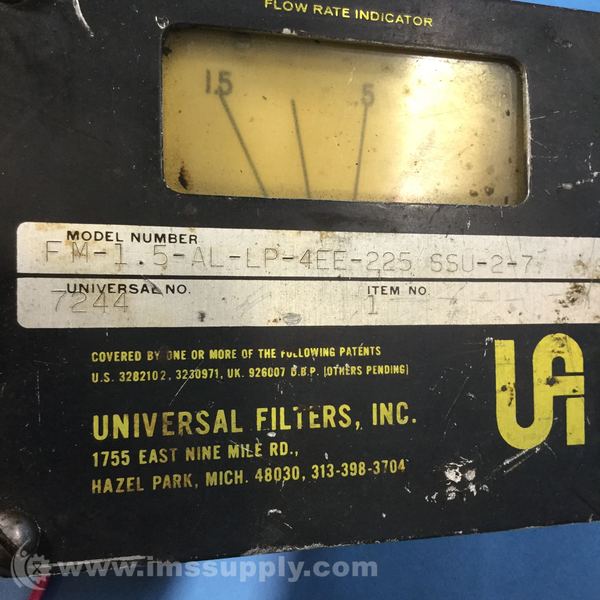 FLOW RATE INDICATOR
1.5 .5
MODEL NUMBER
FM-1.5-AL-LP-4EE-225 SSU-2-7
UNIVERSAL NO. ITEM NO.
7244 1
COVERED BY ONE OR MORE OF THE FOLLOWING PATENTS
U.S. 3282102, 3230971, UK. 926007 D.B.P. (OTHERS PENDING)
UNIVERSAL FILTERS, INC.
1755 EAST NINE MILE RD.,
HAZEL PARK, MICH. 48030, 313-398-3704
www.imssupply.com